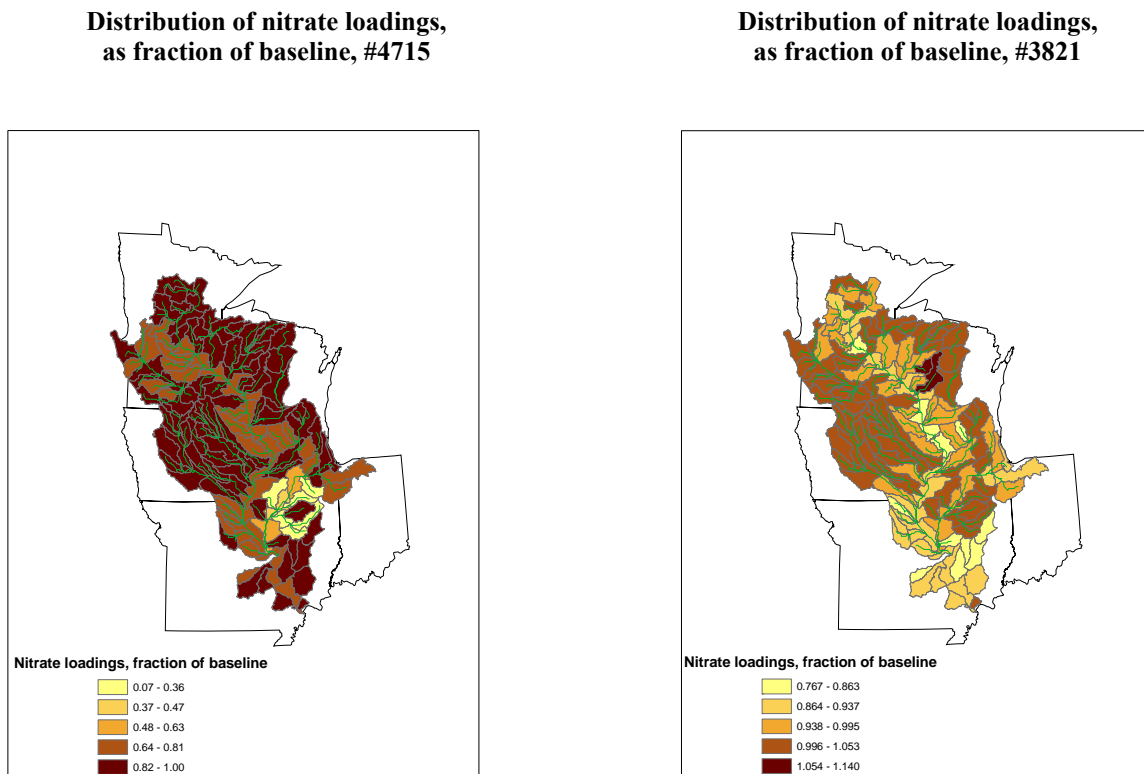 Distribution of nitrate loadings,
as fraction of baseline, #4715
Nitrate loadings, fraction of baseline
0.07 - 0.36
0.37 - 0.47
0.48 - 0.63
0.64 - 0.81
0.82 - 1.00
Distribution of nitrate loadings,
as fraction of baseline, #3821
Nitrate loadings, fraction of baseline
0.767 - 0.863
0.864 - 0.937
0.938 - 0.995
0.996 - 1.053
1.054 - 1.140